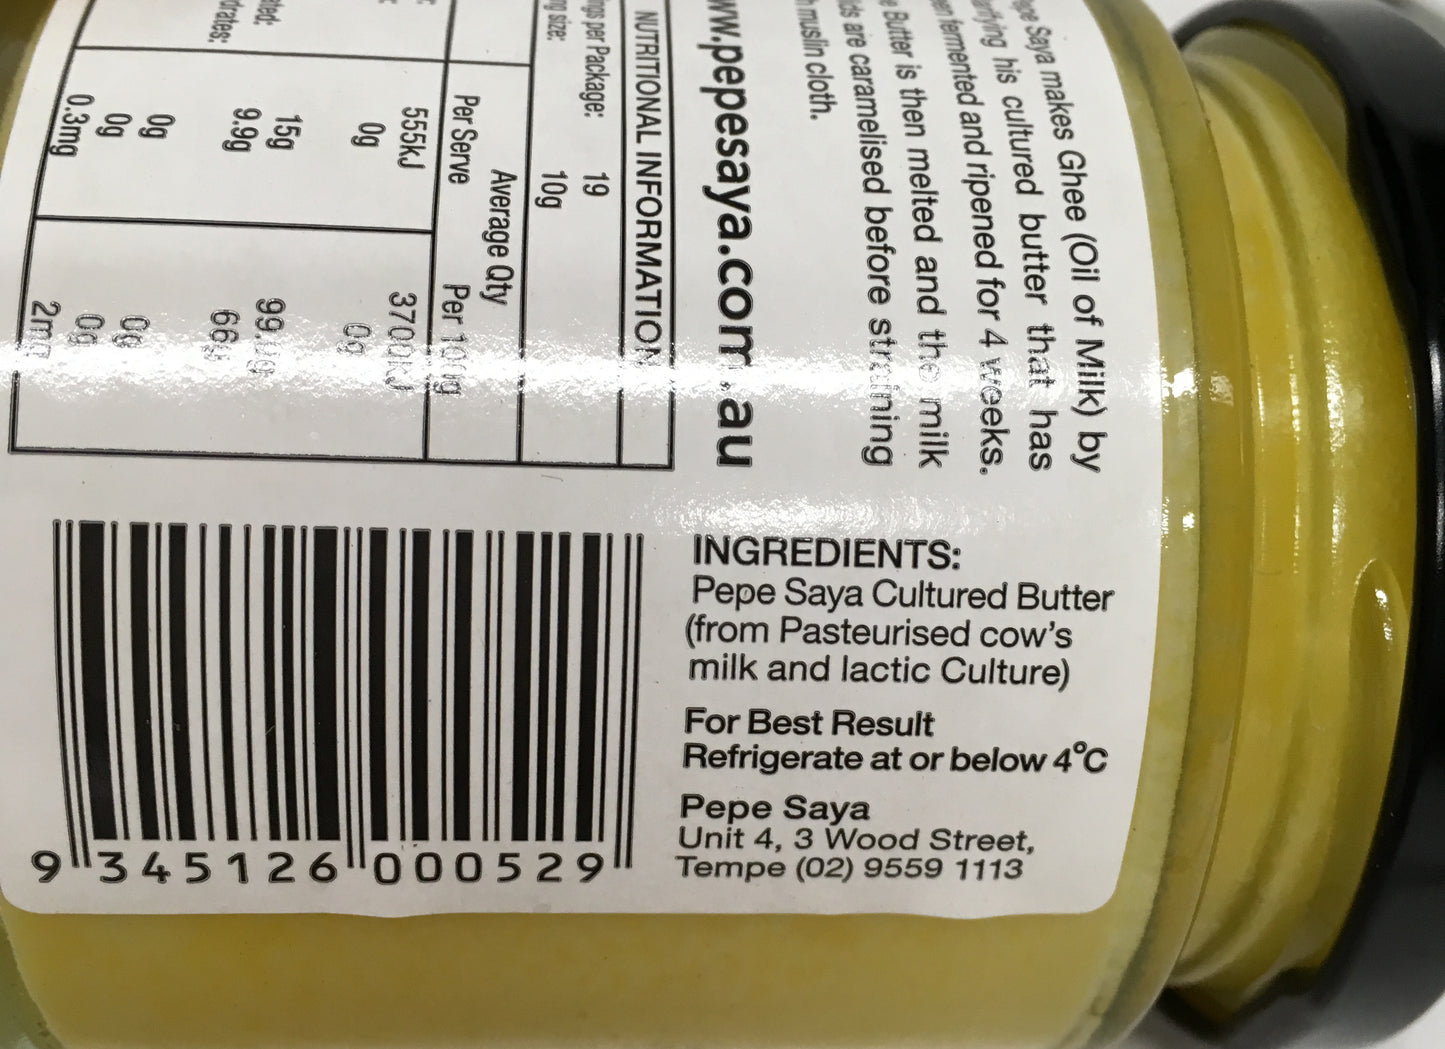 Saya makes Ghee (Oil of Milk) by
his cultured butter that has
fermented and ripened for 4 weeks.
Butter is then melted and the milk
are caramelised before straining
muslin cloth.
www.pepesaya.com.au
NUTRITIONAL INFORMATION
per Package: 19
size: 10g
Average Qty
Per Serve Per 100g
555kJ 3700kJ
0g 0g
15g
9.9g
0g 0g
0g 0g
0.3mg 2mg
INGREDIENTS:
Pepe Saya Cultured Butter
(from Pasteurised cow's
milk and lactic Culture)
For Best Result
Refrigerate at or below 4°C
Pepe Saya
Unit 4, 3 Wood Street,
Tempe (02) 9559 1113
9 345126 000529